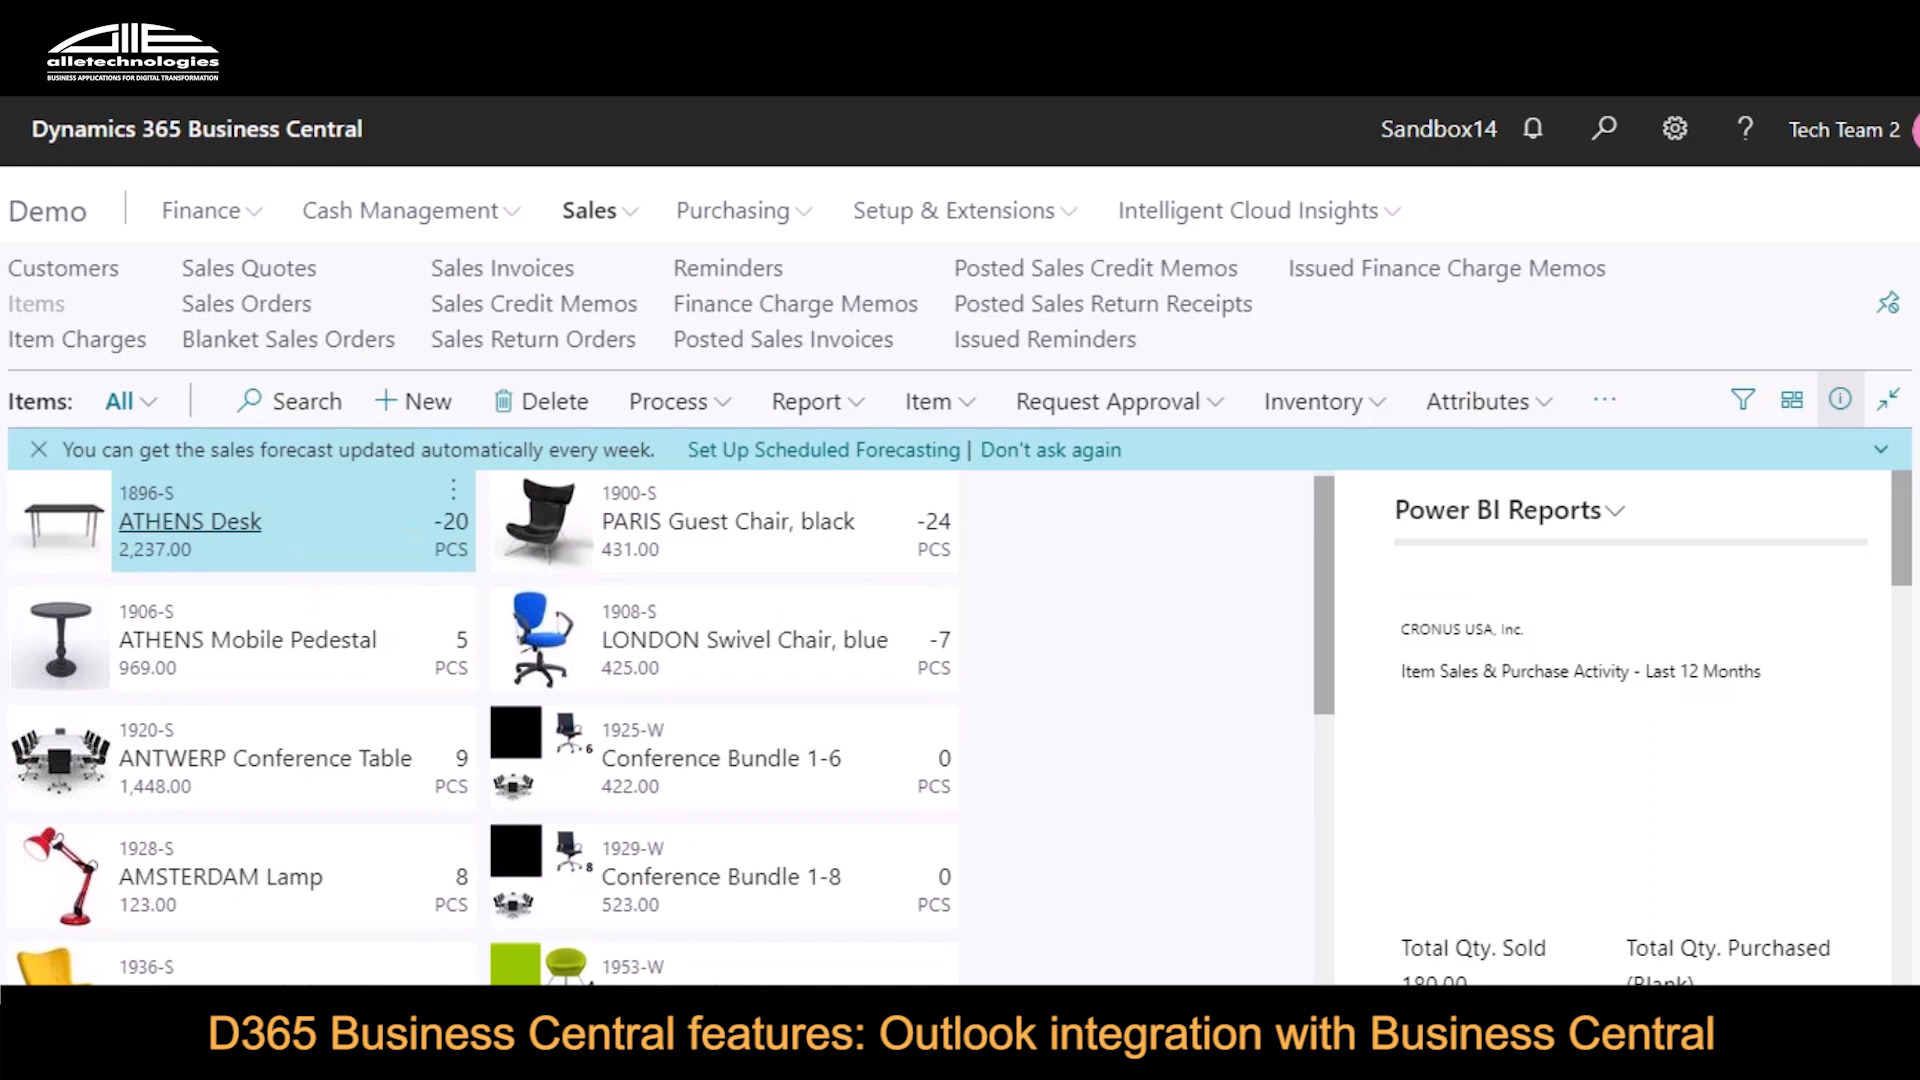 alletechnologies
BUSINESS APPLICATIONS FOR DIGITAL TRANSFORMATION
Dynamics 365 Business Central
Sandbox14
?
Tech Team 2
Demo
Finance
Cash Management
Sales
Purchasing
Setup & Extensions
Intelligent Cloud Insights
Customers
Sales Quotes
Sales Invoices
Reminders
Posted Sales Credit Memos
Issued Finance Charge Memos
Items
Sales Orders
Sales Credit Memos
Finance Charge Memos
Posted Sales Return Receipts
Item Charges
Blanket Sales Orders
Sales Return Orders
Posted Sales Invoices
Issued Reminders
Items:
All
Search
New
Delete
Process
Report
Item
Request Approval
Inventory
Attributes
...
You can get the sales forecast updated automatically every week. Set Up Scheduled Forecasting | Don't ask again
1896-S
ATHENS Desk -20
2,237.00 PCS
1900-S
PARIS Guest Chair, black -24
431.00 PCS
1906-S
ATHENS Mobile Pedestal 5
969.00 PCS
1908-S
LONDON Swivel Chair, blue -7
425.00 PCS
1920-S
ANTWERP Conference Table 9
1,448.00 PCS
6
1925-W
Conference Bundle 1-6 0
422.00 PCS
1928-S
AMSTERDAM Lamp 8
123.00 PCS
8
1929-W
Conference Bundle 1-8 0
523.00 PCS
1936-S
1953-W
Power BI Reports
CRONUS USA, Inc.
Item Sales & Purchase Activity - Last 12 Months
Total Qty. Sold
180.00
Total Qty. Purchased
(Blank)
D365 Business Central features: Outlook integration with Business Central